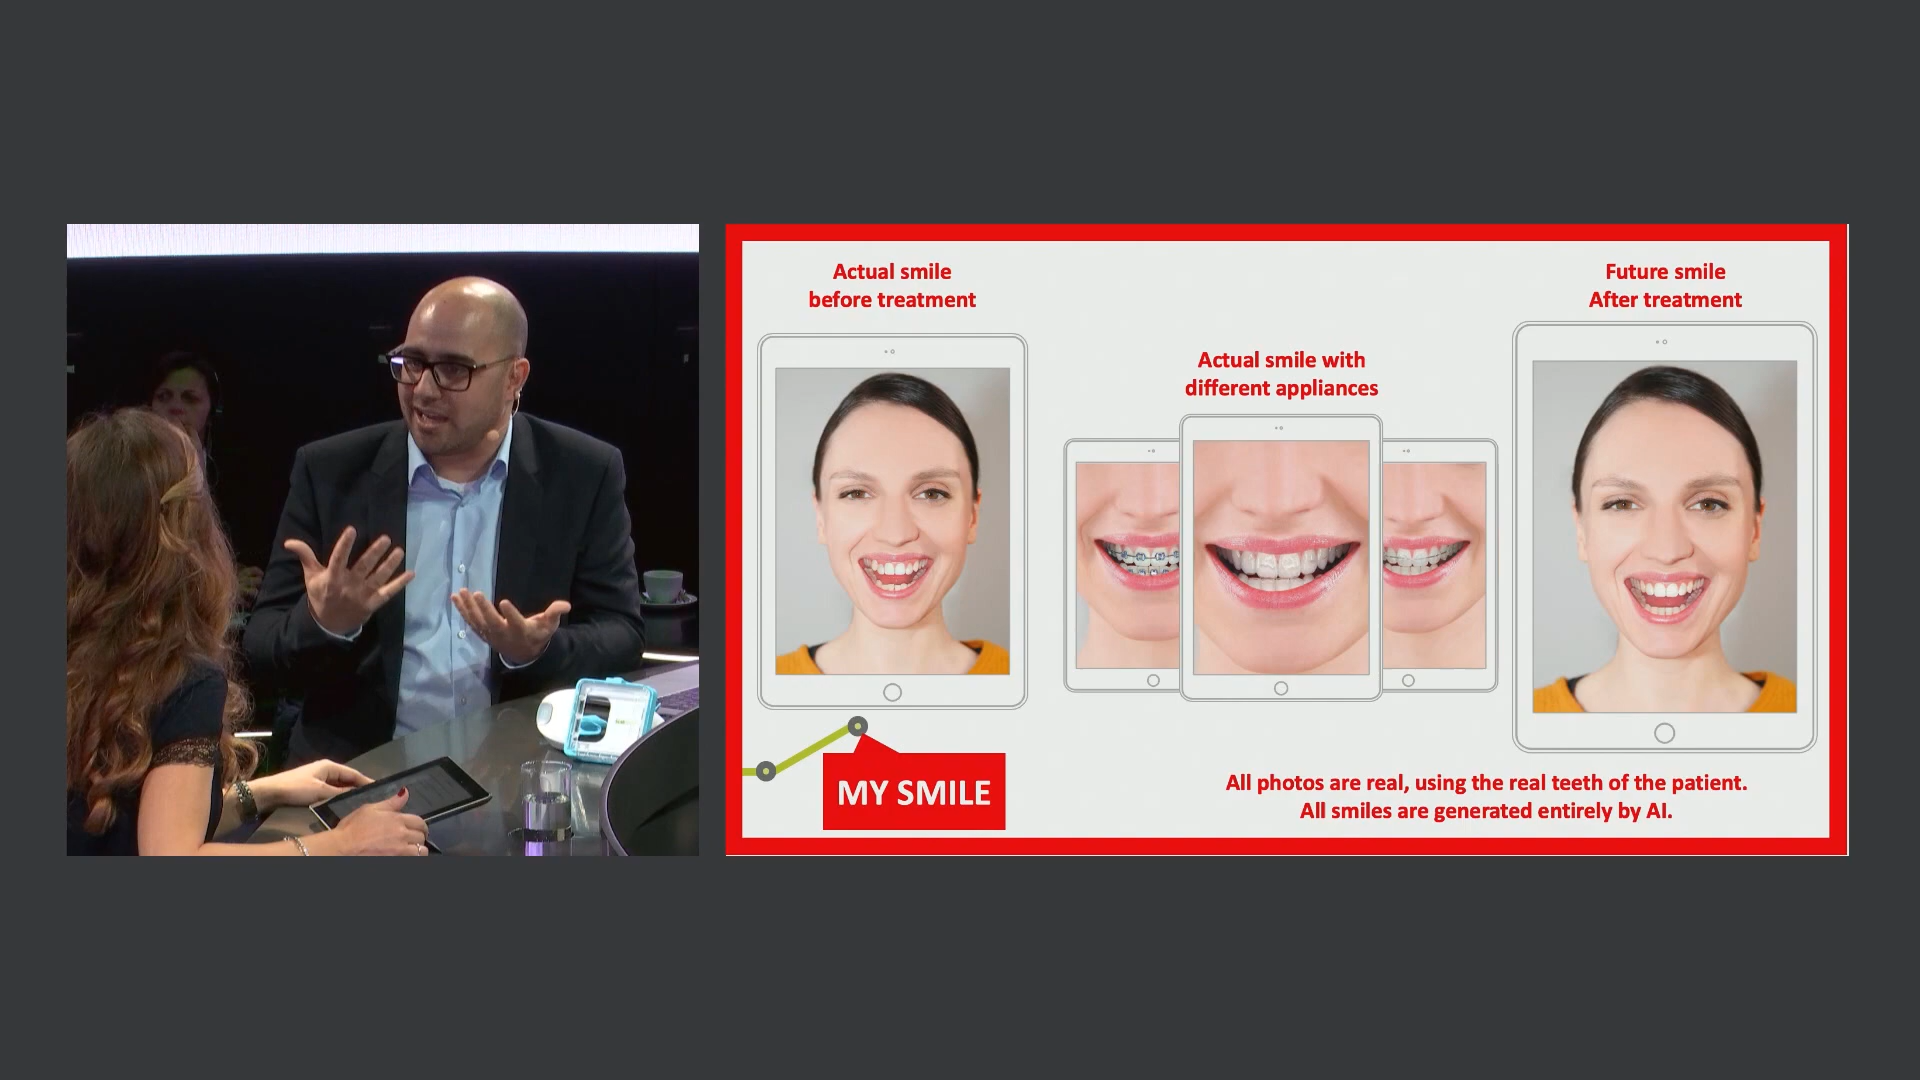 Actual smile
before treatment
Actual smile with
different appliances
Future smile
After treatment
MY SMILE
All photos are real, using the real teeth of the patient.
All smiles are generated entirely by AI.